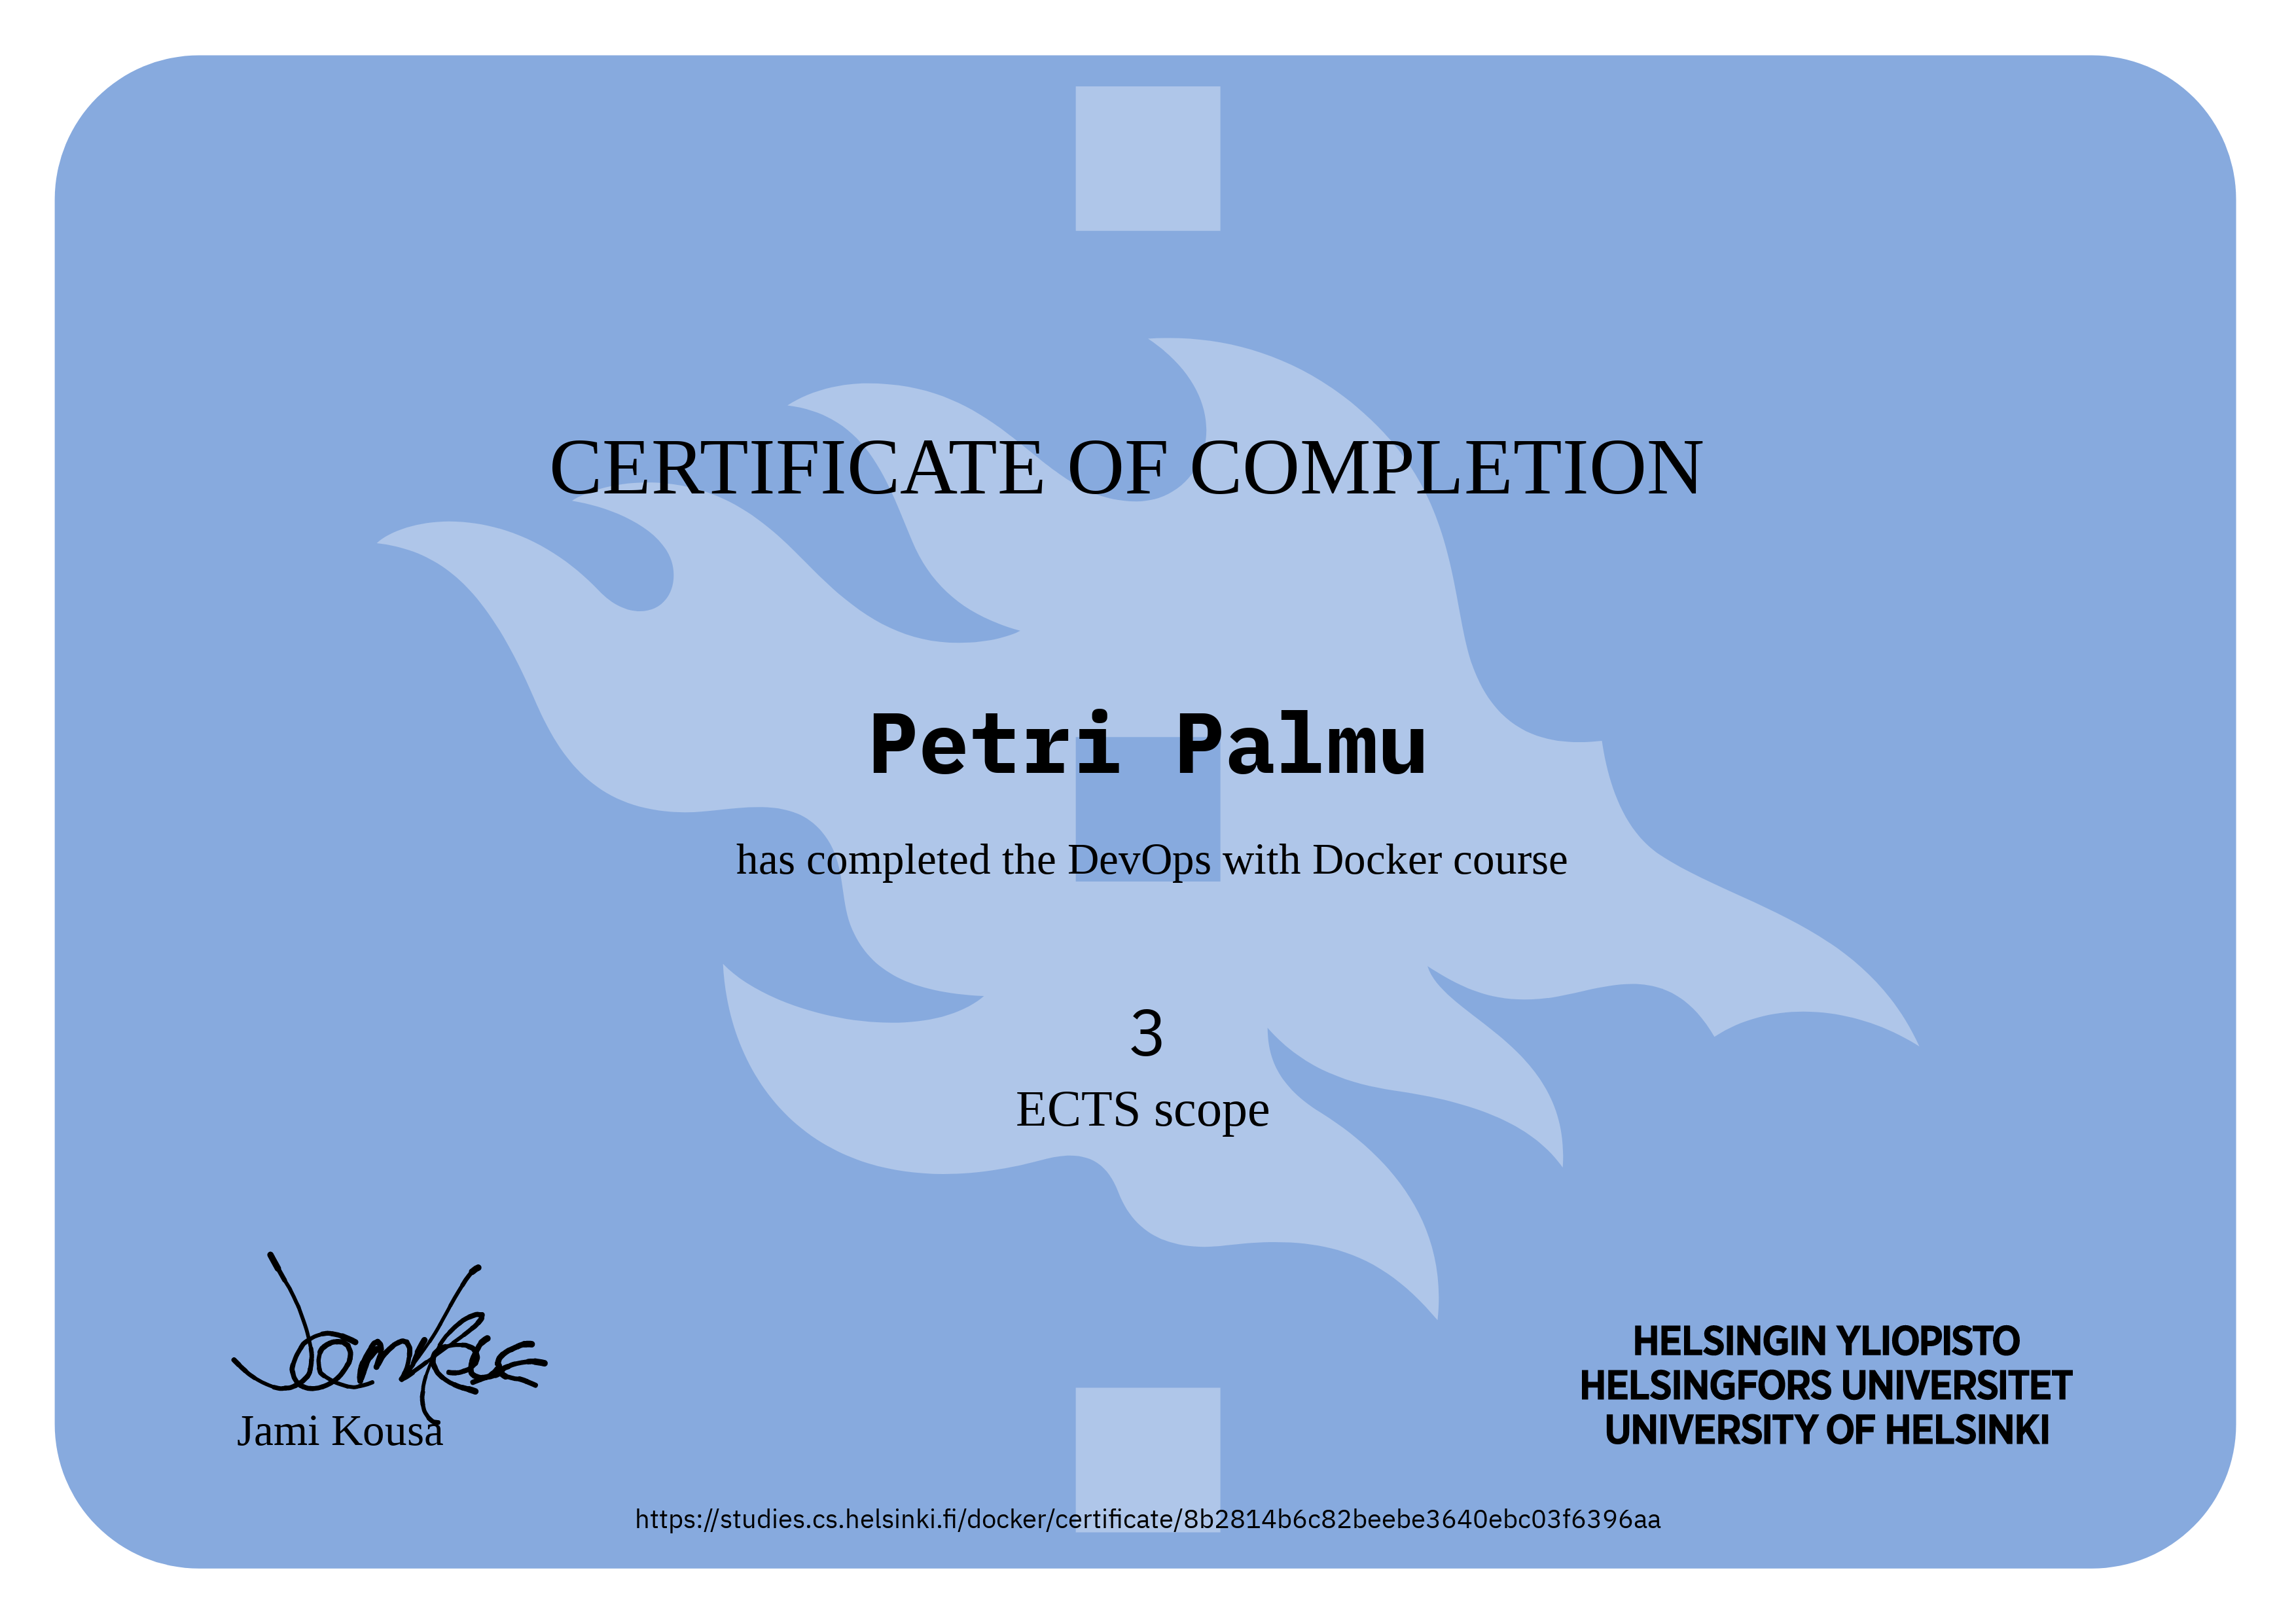 CERTIFICATE OF COMPLETION
Petri Palmu
has completed the DevOps with Docker course
3
ECTS scope
Jami Kousa
HELSINGIN YLIOPISTO
HELSINGFORS UNIVERSITET
UNIVERSITY OF HELSINKI
https://studies.cs.helsinki.fi/docker/certificate/8b2814b6c82beebe3640ebc03f6396aa